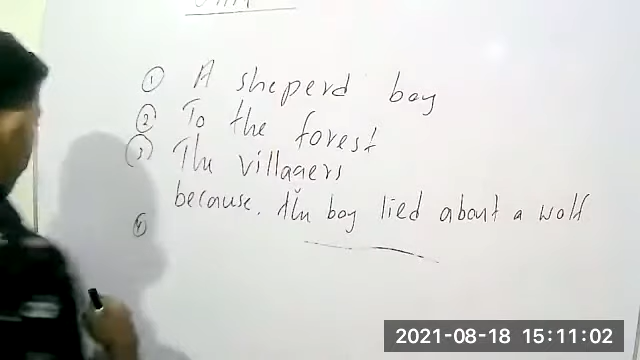 ① A sheperd boy
② To the forest
③ The villagers
because. the boy lied about a wolf
④
2021-08-18 15:11:02